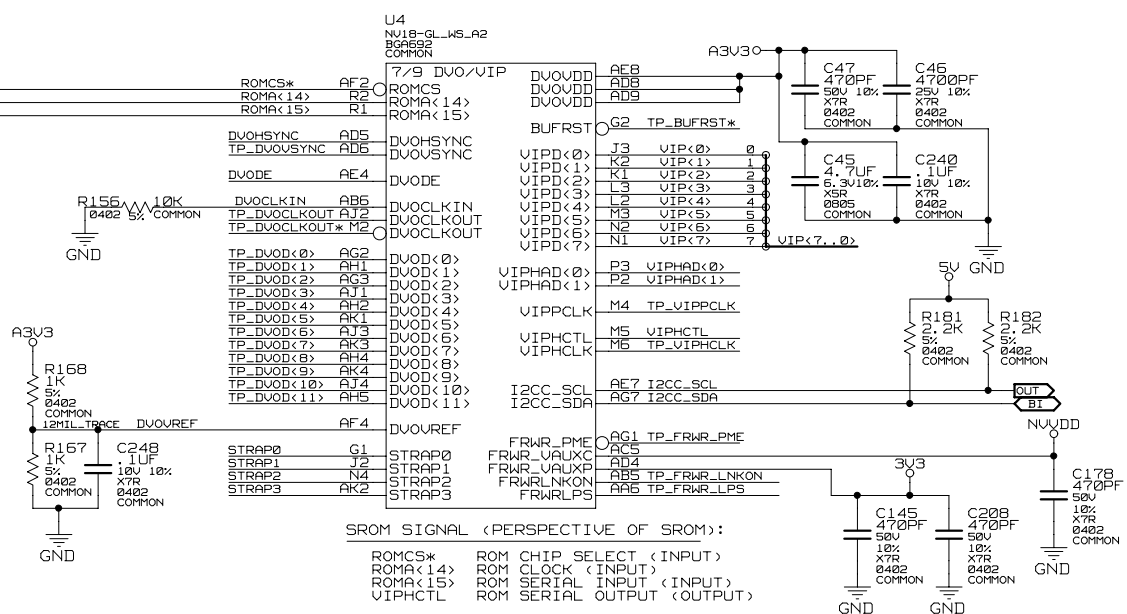 U4
NV18-GL_WS_A2
BGA692
COMMON
7/9 DVO/VIP
ROMCS* AF2 ROMCS
ROMA<14> R2 ROMA<14>
ROMA<15> R1 ROMA<15>
DVOHSYNC AD5 DVOHSYNC
TP_DVOVSYNC AD6 DVOVSYNC
DVODE AE4 DVODE
R156 10K
0402 5% COMMON
GND
DVOCLKIN AB6 DVOCLKIN
TP_DVOCLKOUT AJ2 DVOCLKOUT
TP_DVOCLKOUT* M2 DVOCLKOUT
TP_DVOD<0> AG2 DVOD<0>
TP_DVOD<1> AH1 DVOD<1>
TP_DVOD<2> AG3 DVOD<2>
TP_DVOD<3> AJ1 DVOD<3>
TP_DVOD<4> AH2 DVOD<4>
TP_DVOD<5> AK1 DVOD<5>
TP_DVOD<6> AJ3 DVOD<6>
TP_DVOD<7> AK3 DVOD<7>
TP_DVOD<8> AH4 DVOD<8>
TP_DVOD<9> AK4 DVOD<9>
TP_DVOD<10> AJ4 DVOD<10>
TP_DVOD<11> AH5 DVOD<11>
A3V3
R168
1K
5%
0402
COMMON
12MIL_TRACE DVOVREF AF4 DVOVREF
R167
1K
5%
0402
COMMON
C248
.1UF
10V 10%
X7R
0402
COMMON
GND
STRAP0 G1 STRAP0
STRAP1 J2 STRAP1
STRAP2 N4 STRAP2
STRAP3 AK2 STRAP3
DVOVDD AE8
DVOVDD AD8
DVOVDD AD9
BUFRST G2 TP_BUFRST*
VIPD<0> J3 VIP<0> 0
VIPD<1> K2 VIP<1> 1
VIPD<2> K1 VIP<2> 2
VIPD<3> L3 VIP<3> 3
VIPD<4> L2 VIP<4> 4
VIPD<5> M3 VIP<5> 5
VIPD<6> N2 VIP<6> 6
VIPD<7> N1 VIP<7> 7 VIP<7..0>
VIPHAD<0> P3 VIPHAD<0>
VIPHAD<1> P2 VIPHAD<1>
VIPPCLK M4 TP_VIPPCLK
VIPHCTL M5 VIPHCTL
VIPHCLK M6 TP_VIPHCLK
I2CC_SCL AE7 I2CC_SCL OUT
I2CC_SDA AG7 I2CC_SDA BI
FRWR_PME AG1 TP_FRWR_PME
FRWR_VAUXC AC5
FRWR_VAUXP AD4
FRWRLNKON AB5 TP_FRWR_LNKON
FRWRLPS AA6 TP_FRWR_LPS
A3V3
C47
470PF
50V 10%
X7R
0402
COMMON
C46
4700PF
25V 10%
X7R
0402
COMMON
C45
4.7UF
6.3V10%
X5R
0805
COMMON
C240
.1UF
10V 10%
X7R
0402
COMMON
GND
5V
R181
2.2K
5%
0402
COMMON
R182
2.2K
5%
0402
COMMON
NVVDD
C178
470PF
50V
10%
X7R
0402
COMMON
GND
3V3
C145
470PF
50V
10%
X7R
0402
COMMON
GND
C208
470PF
50V
10%
X7R
0402
COMMON
GND
SROM SIGNAL (PERSPECTIVE OF SROM):
ROMCS* ROM CHIP SELECT (INPUT)
ROMA<14> ROM CLOCK (INPUT)
ROMA<15> ROM SERIAL INPUT (INPUT)
VIPHCTL ROM SERIAL OUTPUT (OUTPUT)